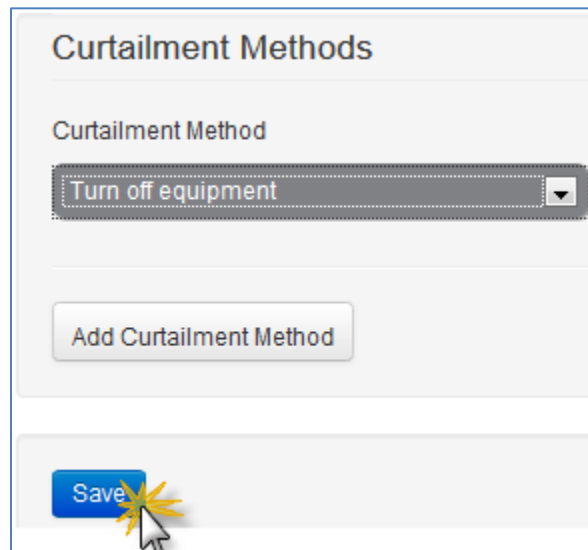 Curtailment Methods
Curtailment Method
Turn off equipment
Add Curtailment Method
Save